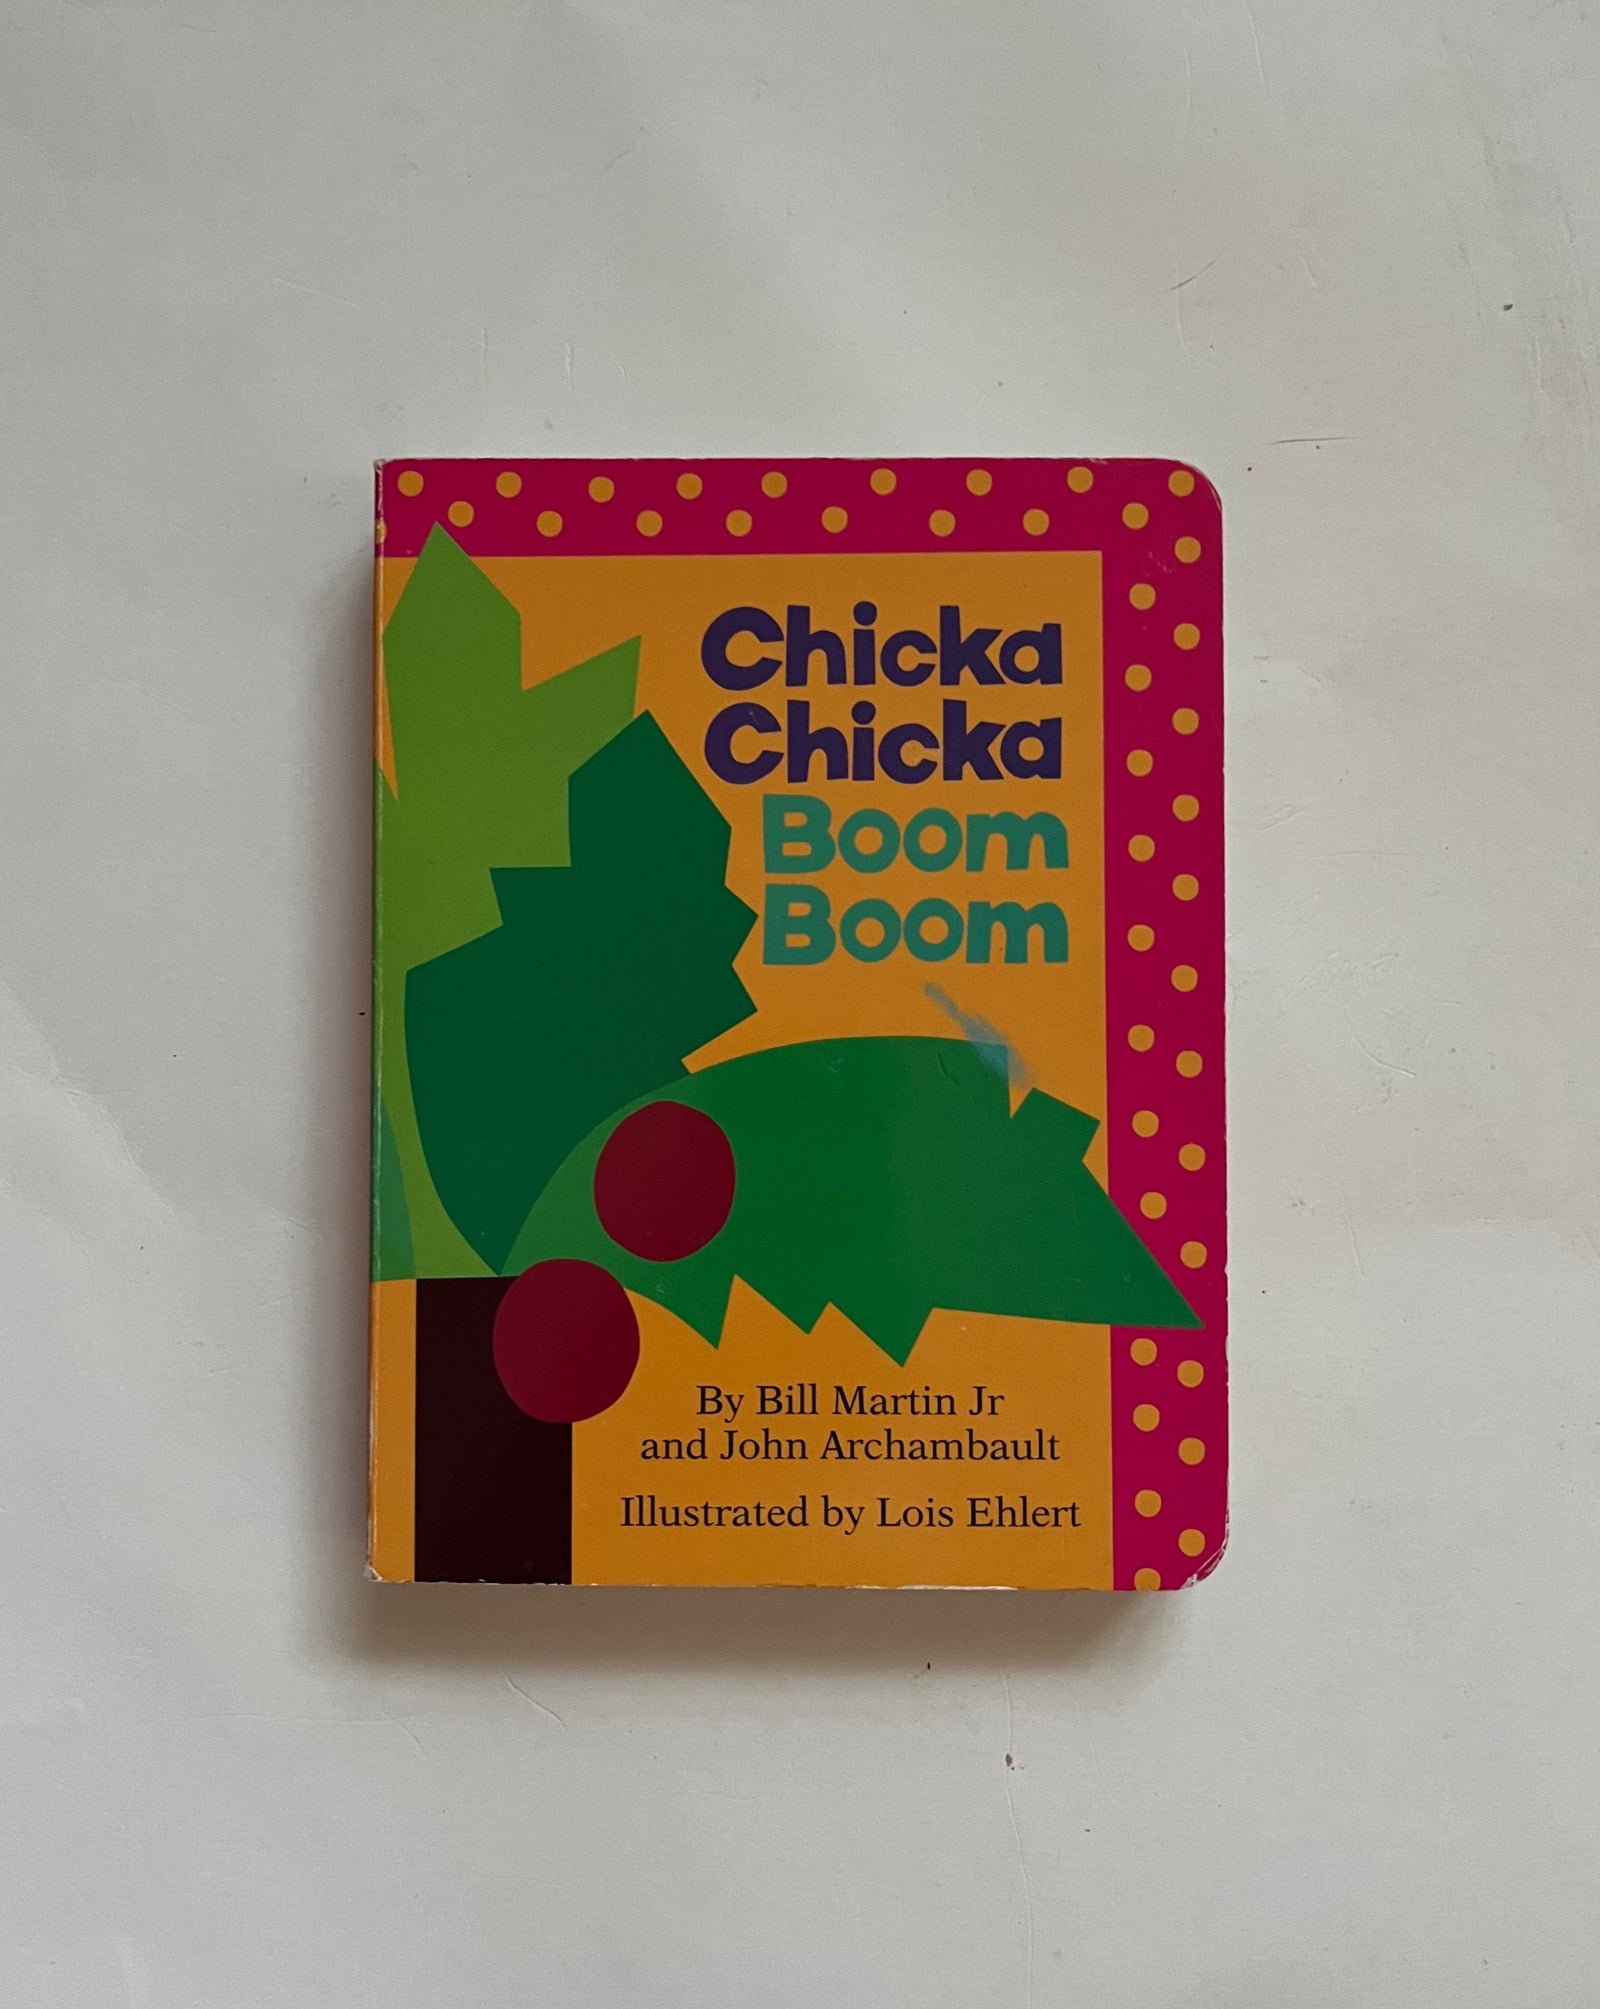 Chicka
Chicka
Boom
Boom
By Bill Martin Jr
and John Archambault
Illustrated by Lois Ehlert